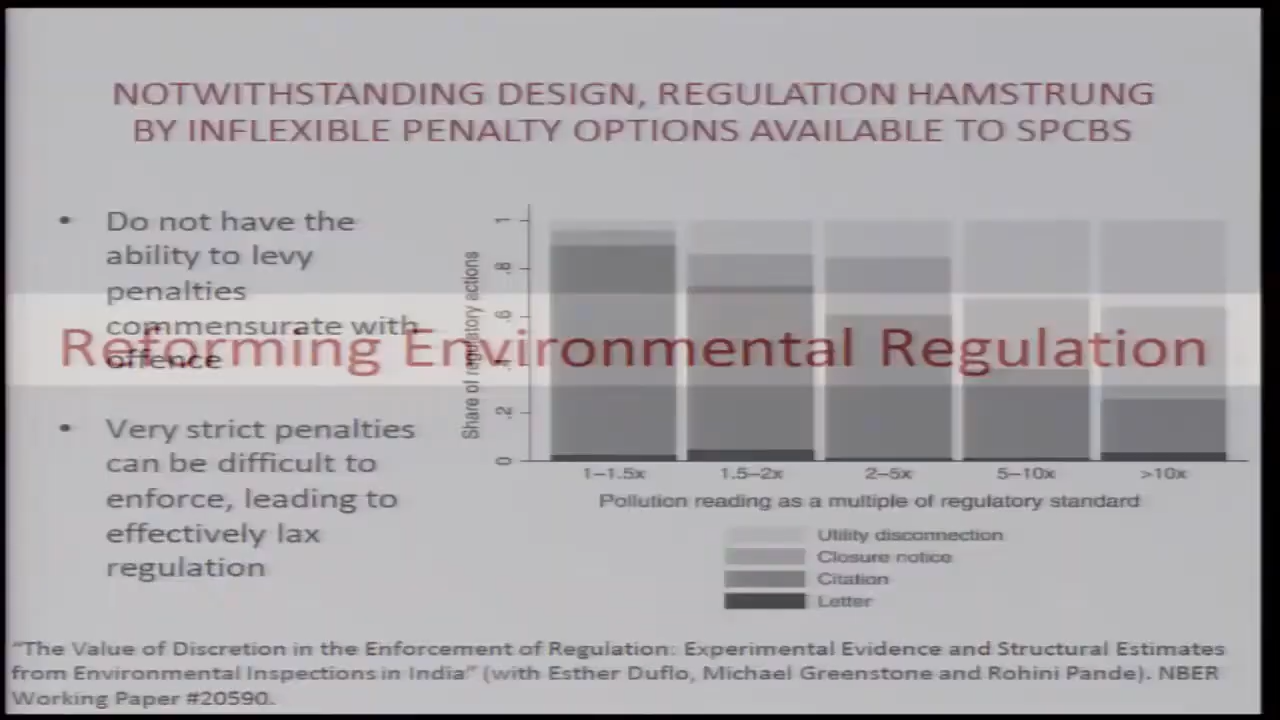 NOTWITHSTANDING DESIGN, REGULATION HAMSTRUNG
BY INFLEXIBLE PENALTY OPTIONS AVAILABLE TO SPCBS
• Do not have the
ability to levy
penalties
commensurate with
offence
• Very strict penalties
can be difficult to
enforce, leading to
effectively lax
regulation
Reforming Environmental Regulation
Share of regulatory actions
1
.8
.6
.4
.2
0
1–1.5x 1.5–2x 2–5x 5–10x >10x
Pollution reading as a multiple of regulatory standard
Utility disconnection
Closure notice
Citation
Letter
"The Value of Discretion in the Enforcement of Regulation: Experimental Evidence and Structural Estimates
from Environmental Inspections in India" (with Esther Duflo, Michael Greenstone and Rohini Pande). NBER
Working Paper #20590.